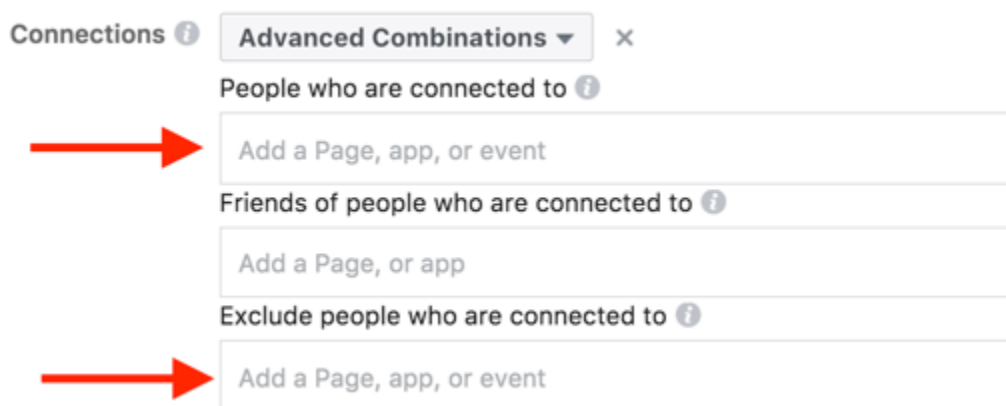 Connections Advanced Combinations
People who are connected to
Add a Page, app, or event
Friends of people who are connected to
Add a Page, or app
Exclude people who are connected to
Add a Page, app, or event